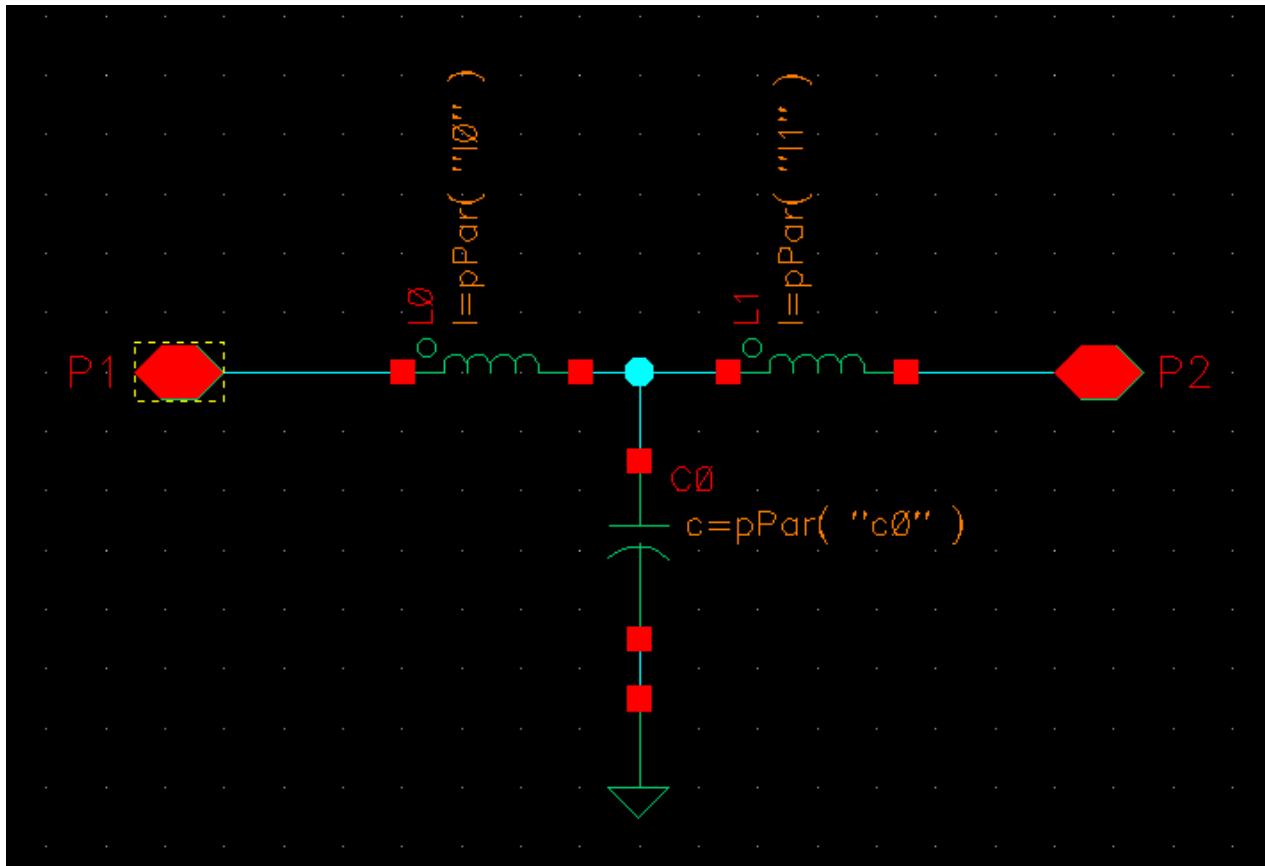 P1
L0
l=pPar( "l0" )
L1
l=pPar( "l1" )
P2
C0
c=pPar( "c0" )